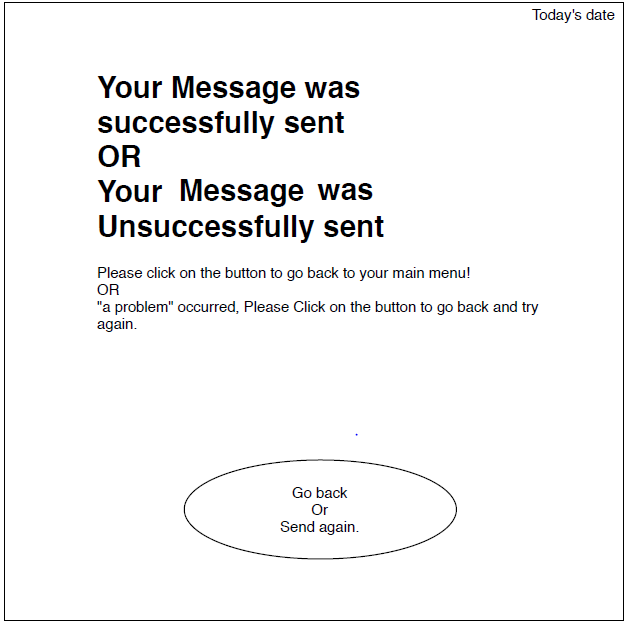 Today's date
Your Message was
successfully sent
OR
Your Message was
Unsuccessfully sent
Please click on the button to go back to your main menu!
OR
"a problem" occurred, Please Click on the button to go back and try
again.
Go back
Or
Send again.